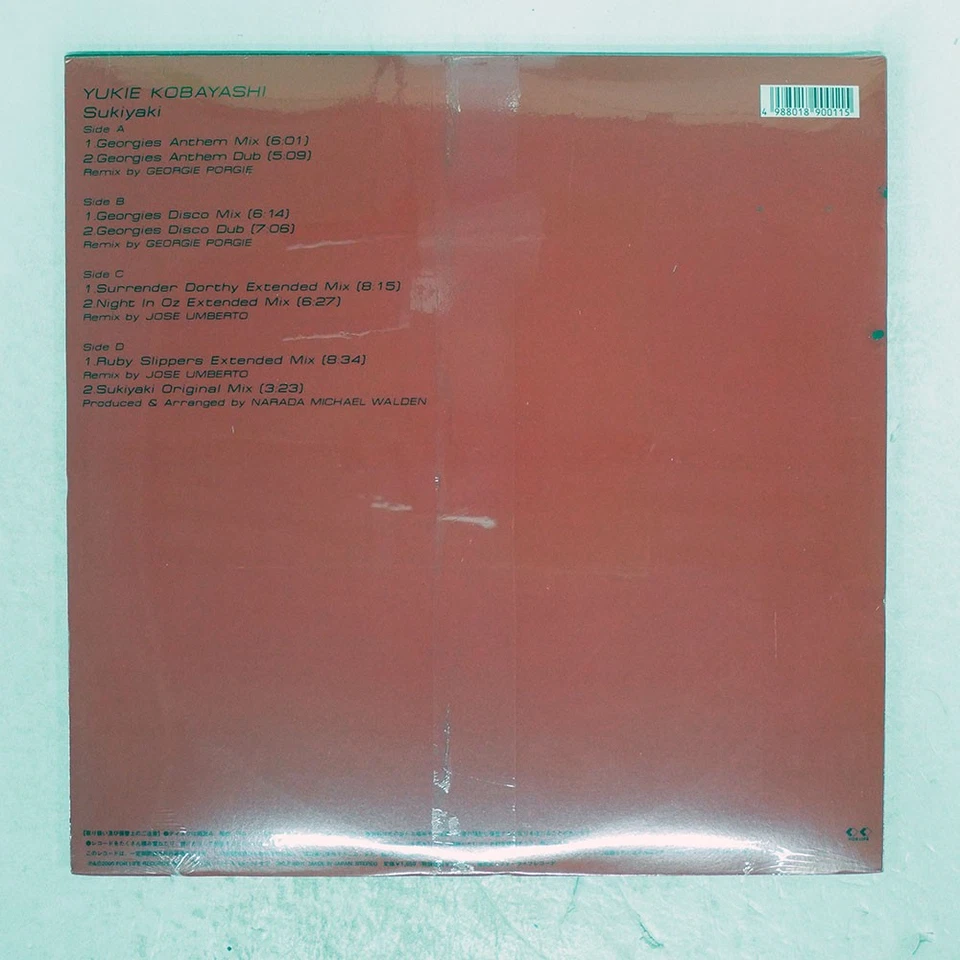 YUKIE KOBAYASHI
Sukiyaki
Side A
1.Georgies Anthem Mix (6:01)
2.Georgies Anthem Dub (5:09)
Remix by GEORGIE PORGIE
Side B
1.Georgies Disco Mix (6:14)
2.Georgies Disco Dub (7:06)
Remix by GEORGIE PORGIE
Side C
1.Surrender Dorthy Extended Mix (8:15)
2.Night In Oz Extended Mix (6:27)
Remix by JOSE UMBERTO
Side D
1.Ruby Slippers Extended Mix (8:34)
Remix by JOSE UMBERTO
2.Sukiyaki Original Mix (3:23)
Produced & Arranged by NARADA MICHAEL WALDEN
4 988018 900115